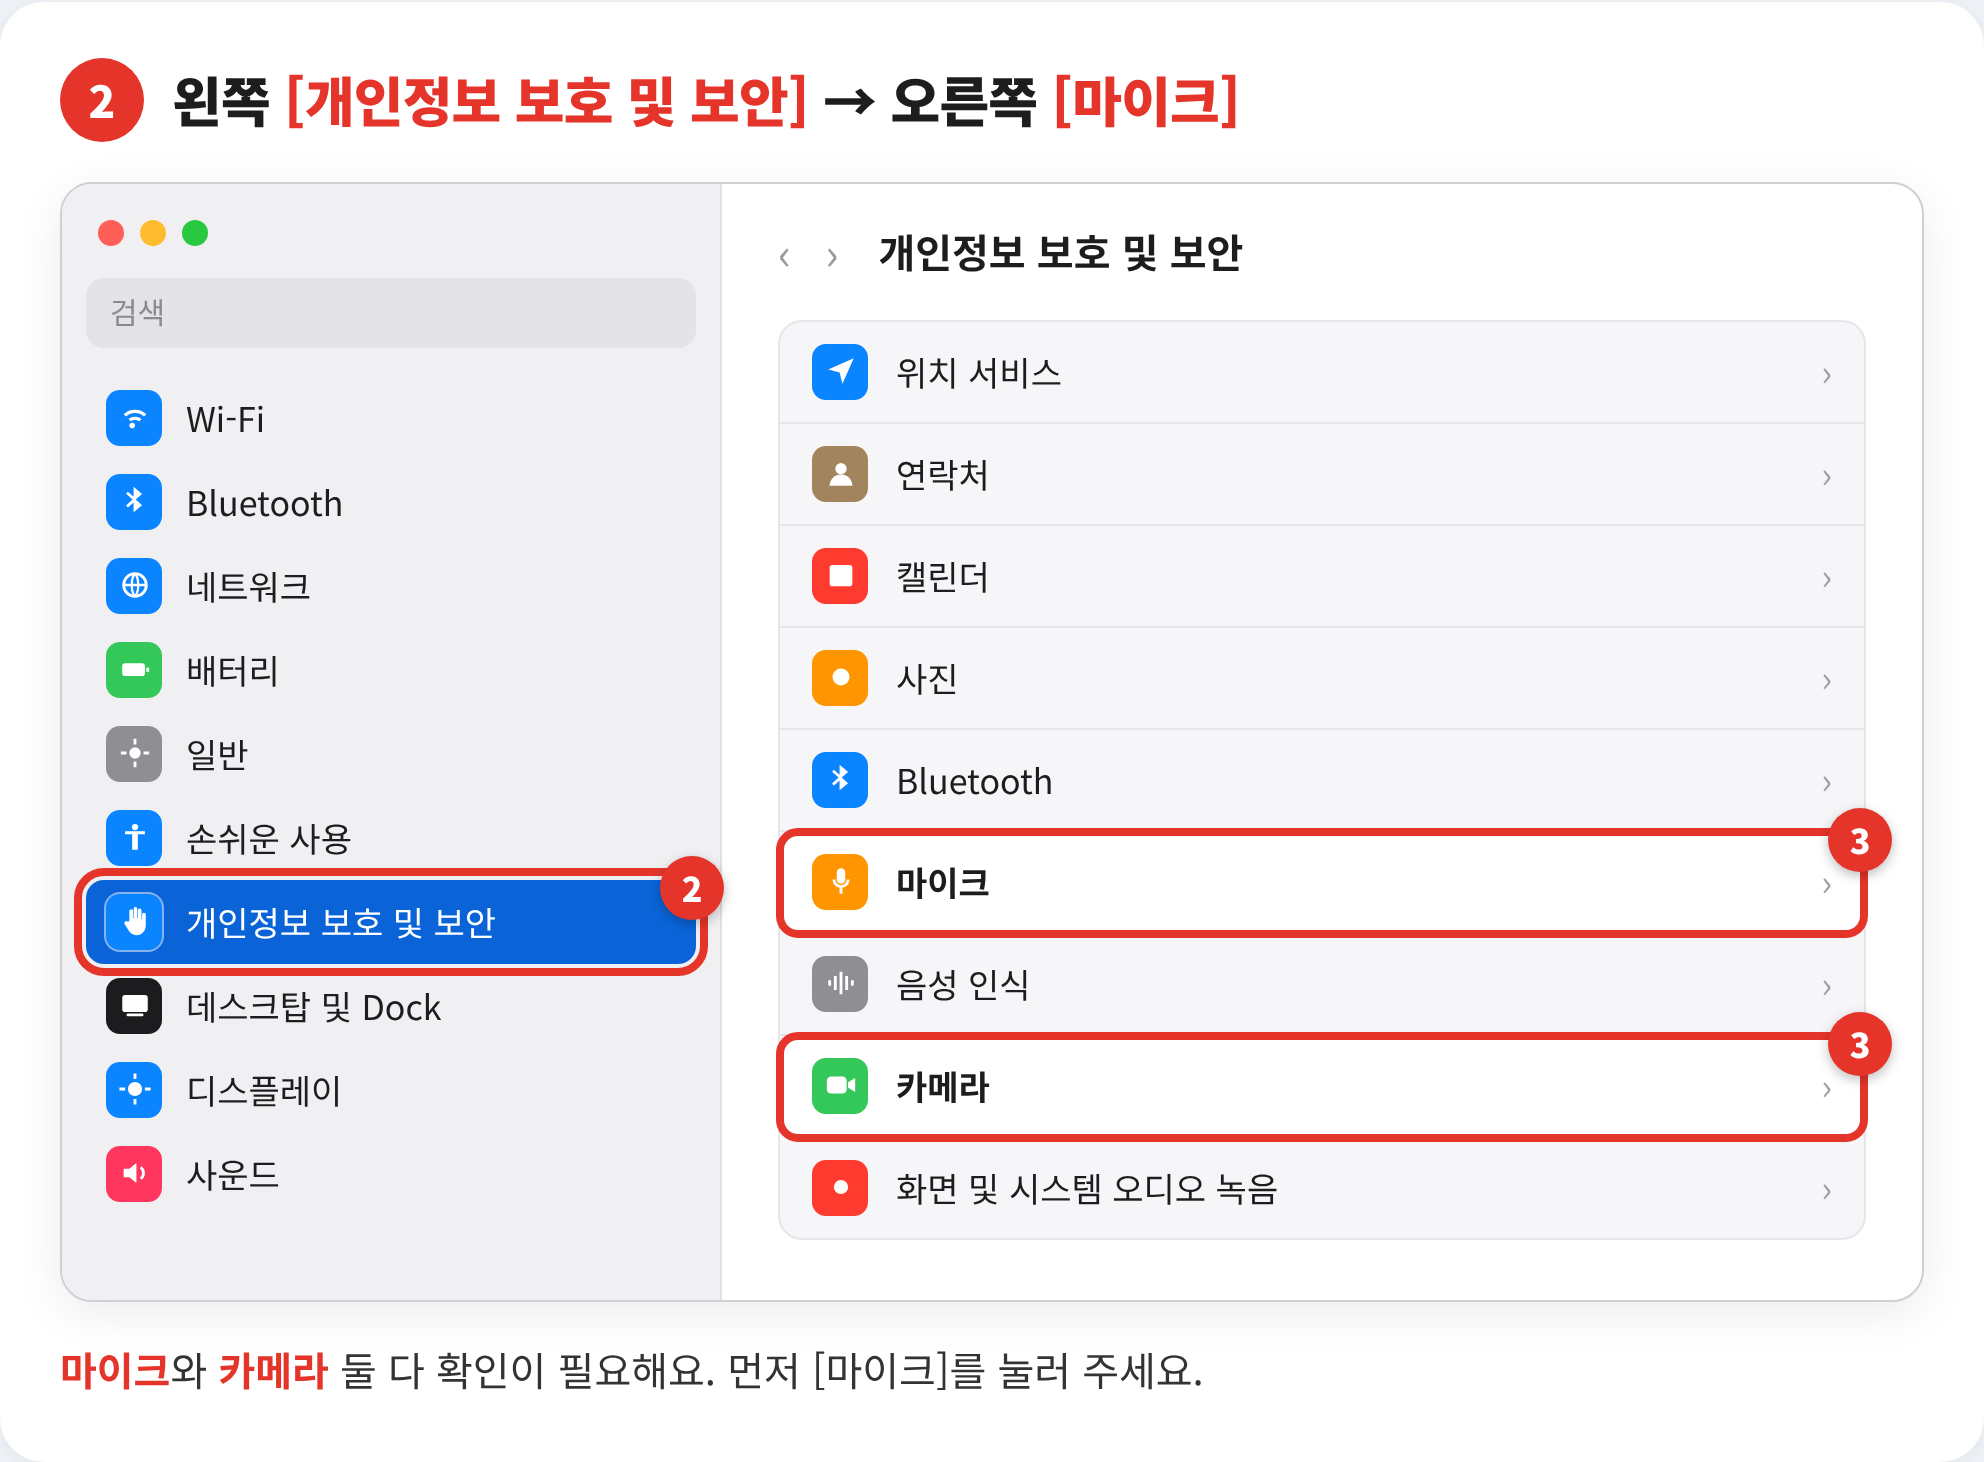 2 왼쪽 [개인정보 보호 및 보안] → 오른쪽 [마이크]
검색
Wi-Fi
Bluetooth
네트워크
배터리
일반
손쉬운 사용
개인정보 보호 및 보안 2
데스크탑 및 Dock
디스플레이
사운드
‹ › 개인정보 보호 및 보안
위치 서비스 ›
연락처 ›
캘린더 ›
사진 ›
Bluetooth ›
마이크 › 3
음성 인식 ›
카메라 › 3
화면 및 시스템 오디오 녹음 ›
마이크와 카메라 둘 다 확인이 필요해요. 먼저 [마이크]를 눌러 주세요.